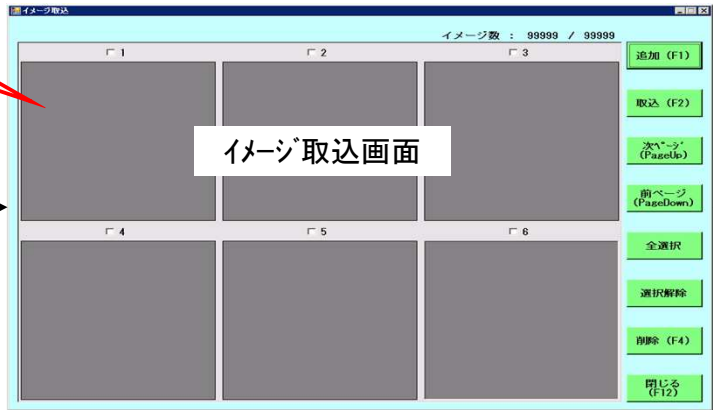 イメージ取込
イメージ数 : 99999 / 99999
1
2
3
4
5
6
イメージ取込画面
追加 (F1)
取込 (F2)
次ページ
(PageUp)
前ページ
(PageDown)
全選択
選択解除
削除 (F4)
閉じる
(F12)